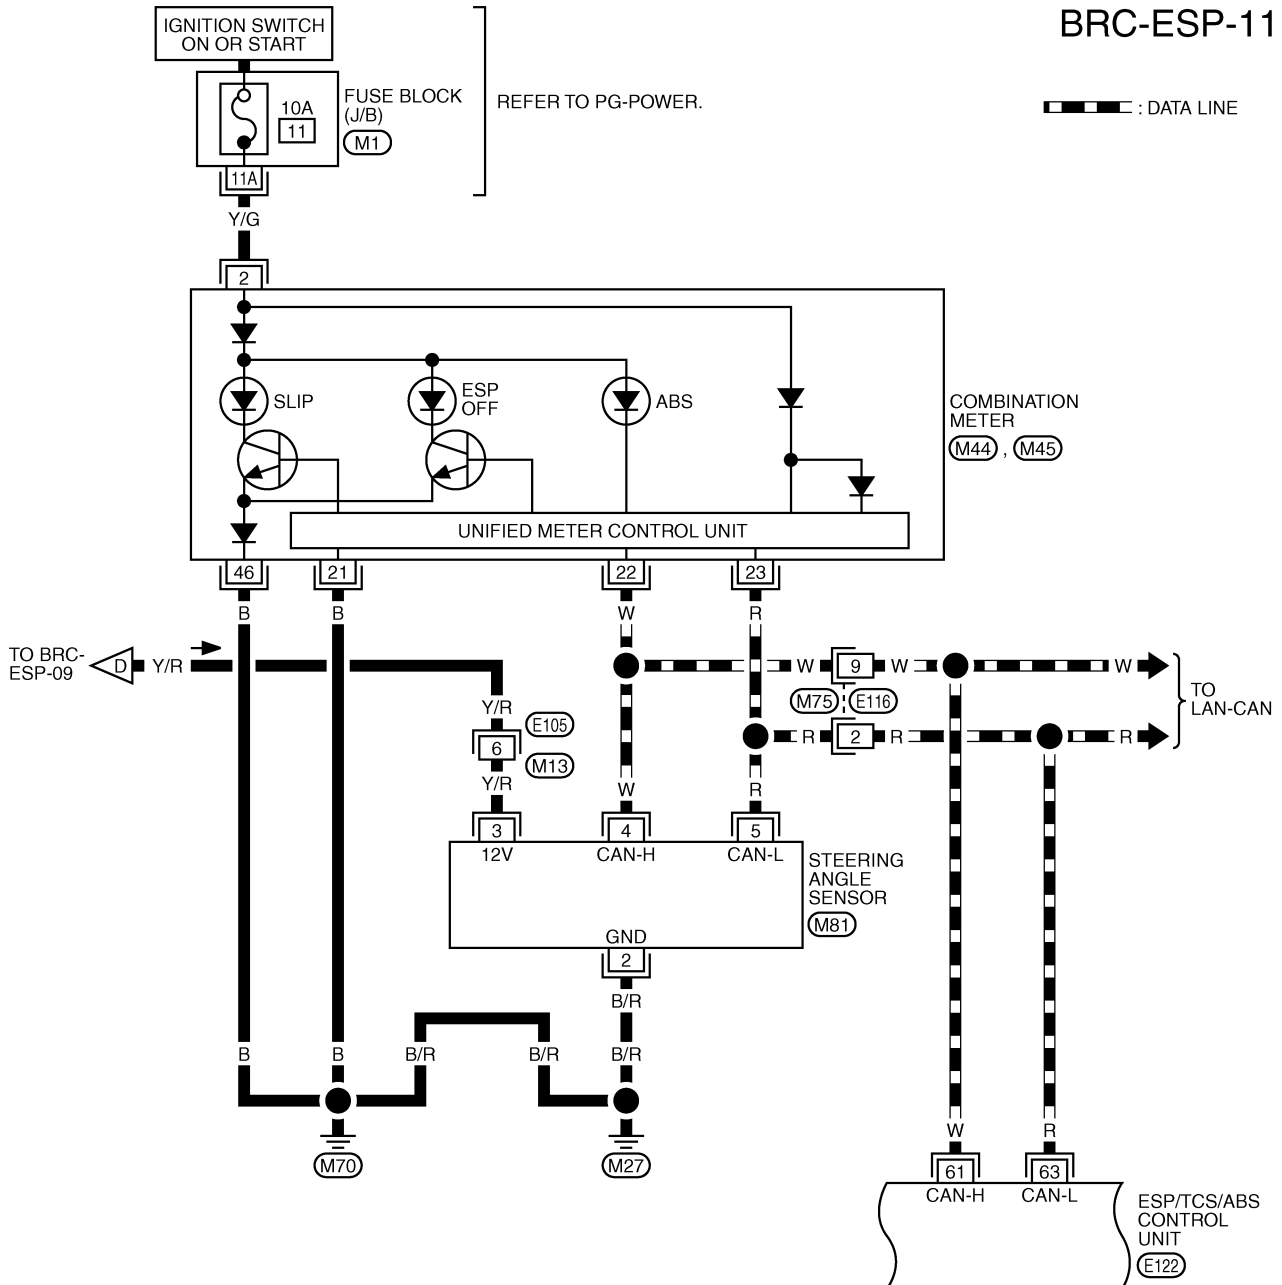 BRC-ESP-11
IGNITION SWITCH
ON OR START
10A
11
FUSE BLOCK
(J/B)
M1
REFER TO PG-POWER.
: DATA LINE
11A
Y/G
2
SLIP
ESP
OFF
ABS
COMBINATION
METER
M44 , M45
UNIFIED METER CONTROL UNIT
46 21 22 23
B B W R
TO BRC-
ESP-09
D Y/R
W 9 W W
TO
LAN-CAN
M75 E116
Y/R
E105
6
M13
R 2 R R
Y/R W R
3 4 5
12V CAN-H CAN-L
STEERING
ANGLE
SENSOR
M81
GND
2
B/R
B B B/R B/R B/R
M70 M27
W R
61 63
CAN-H CAN-L
ESP/TCS/ABS
CONTROL
UNIT
E122